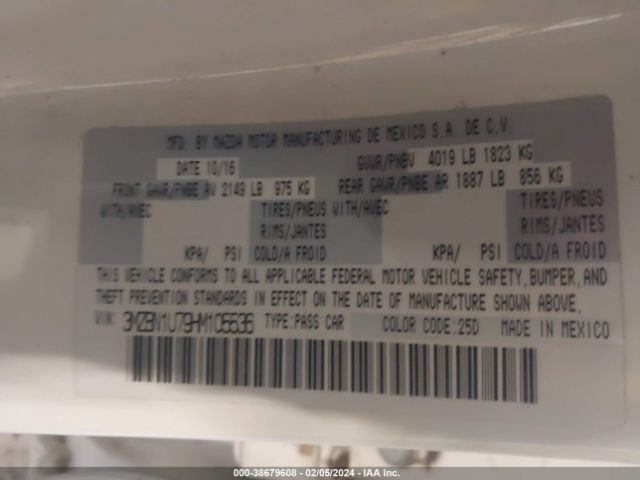 MFD. BY MAZDA MOTOR MANUFACTURING DE MEXICO S.A. DE C.V.
DATE 10/16 GVWR/PNBV 4019 LB 1823 KG
FRONT GAWR/PNBE AV 2149 LB 975 KG REAR GAWR/PNBE AR 1887 LB 856 KG
WITH/AVEC TIRES/PNEUS WITH/AVEC TIRES/PNEUS
RIMS/JANTES RIMS/JANTES
KPA/ PSI COLD/A FROID KPA/ PSI COLD/A FROID
THIS VEHICLE CONFORMS TO ALL APPLICABLE FEDERAL MOTOR VEHICLE SAFETY, BUMPER, AND
THEFT PREVENTION STANDARDS IN EFFECT ON THE DATE OF MANUFACTURE SHOWN ABOVE.
VIN: 3MZBN1U79HM105536 TYPE:PASS CAR COLOR CODE:25D MADE IN MEXICO
000-38679608 - 02/05/2024 - IAA Inc.